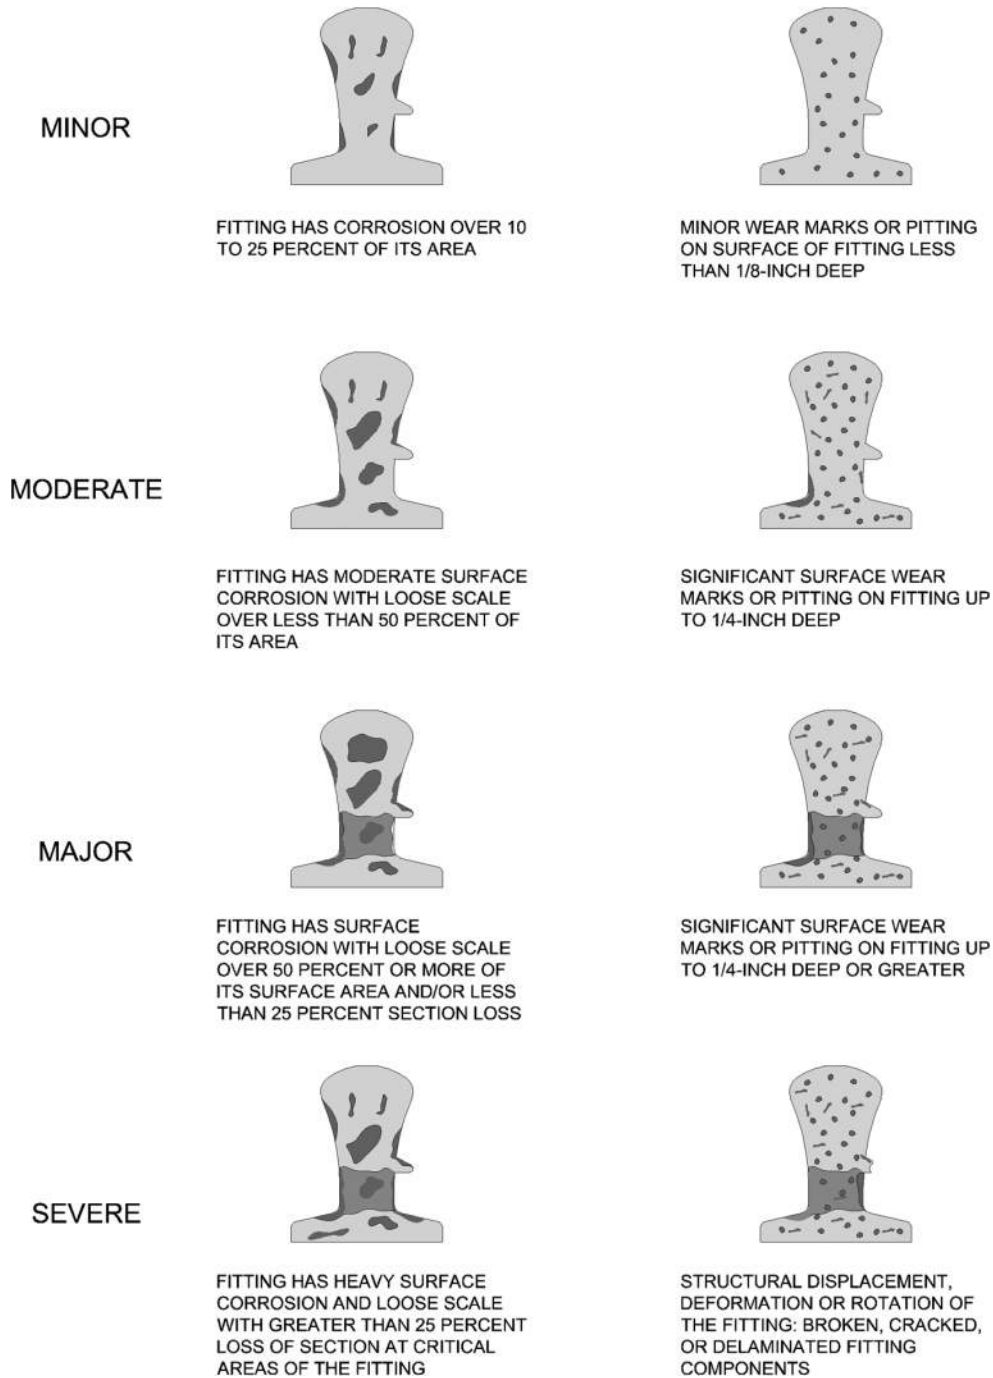 MINOR
FITTING HAS CORROSION OVER 10
TO 25 PERCENT OF ITS AREA
MINOR WEAR MARKS OR PITTING
ON SURFACE OF FITTING LESS
THAN 1/8-INCH DEEP
MODERATE
FITTING HAS MODERATE SURFACE
CORROSION WITH LOOSE SCALE
OVER LESS THAN 50 PERCENT OF
ITS AREA
SIGNIFICANT SURFACE WEAR
MARKS OR PITTING ON FITTING UP
TO 1/4-INCH DEEP
MAJOR
FITTING HAS SURFACE
CORROSION WITH LOOSE SCALE
OVER 50 PERCENT OR MORE OF
ITS SURFACE AREA AND/OR LESS
THAN 25 PERCENT SECTION LOSS
SIGNIFICANT SURFACE WEAR
MARKS OR PITTING ON FITTING UP
TO 1/4-INCH DEEP OR GREATER
SEVERE
FITTING HAS HEAVY SURFACE
CORROSION AND LOOSE SCALE
WITH GREATER THAN 25 PERCENT
LOSS OF SECTION AT CRITICAL
AREAS OF THE FITTING
STRUCTURAL DISPLACEMENT,
DEFORMATION OR ROTATION OF
THE FITTING: BROKEN, CRACKED,
OR DELAMINATED FITTING
COMPONENTS